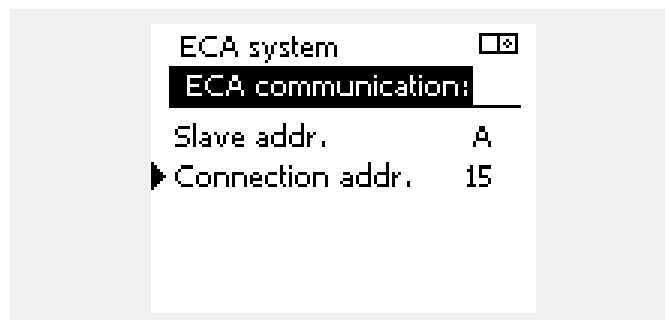 ECA system
ECA communication:
Slave addr. A
Connection addr. 15